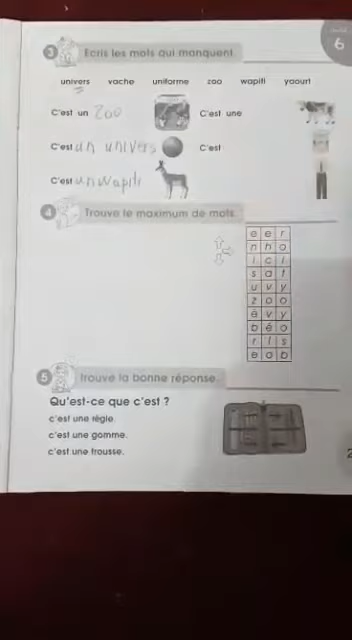 6
3 Ecris les mots qui manquent.
univers vache uniforme zoo wapiti yaourt
C'est un Zoo C'est une
C'est un univers C'est
C'est un wapiti
4 Trouve le maximum de mots.
e e r
n h o
i c i
s a t
u v y
z o o
è v y
b é o
r l s
e a b
5 trouve la bonne réponse.
Qu'est-ce que c'est ?
c'est une règle.
c'est une gomme.
c'est une trousse.
2